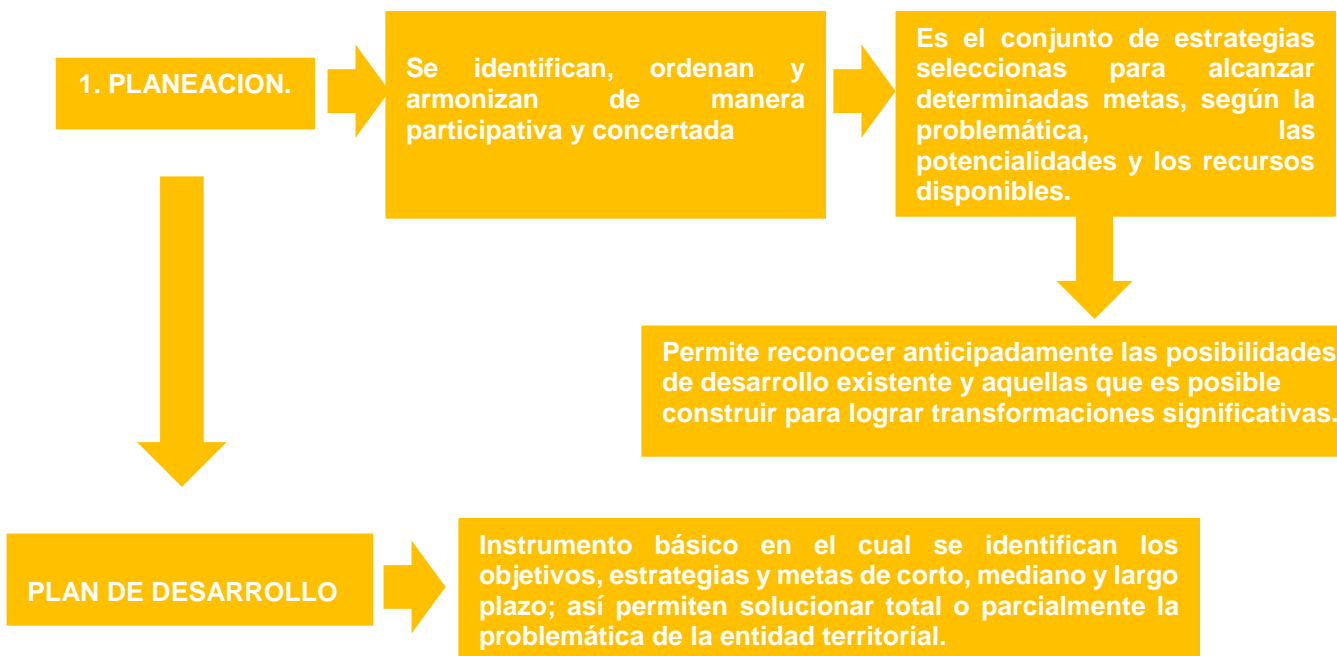 1. PLANEACION.
Se identifican, ordenan y
armonizan de manera
participativa y concertada
Es el conjunto de estrategias
seleccionas para alcanzar
determinadas metas, según la
problemática, las
potencialidades y los recursos
disponibles.
Permite reconocer anticipadamente las posibilidades
de desarrollo existente y aquellas que es posible
construir para lograr transformaciones significativas.
PLAN DE DESARROLLO
Instrumento básico en el cual se identifican los
objetivos, estrategias y metas de corto, mediano y largo
plazo; así permiten solucionar total o parcialmente la
problemática de la entidad territorial.